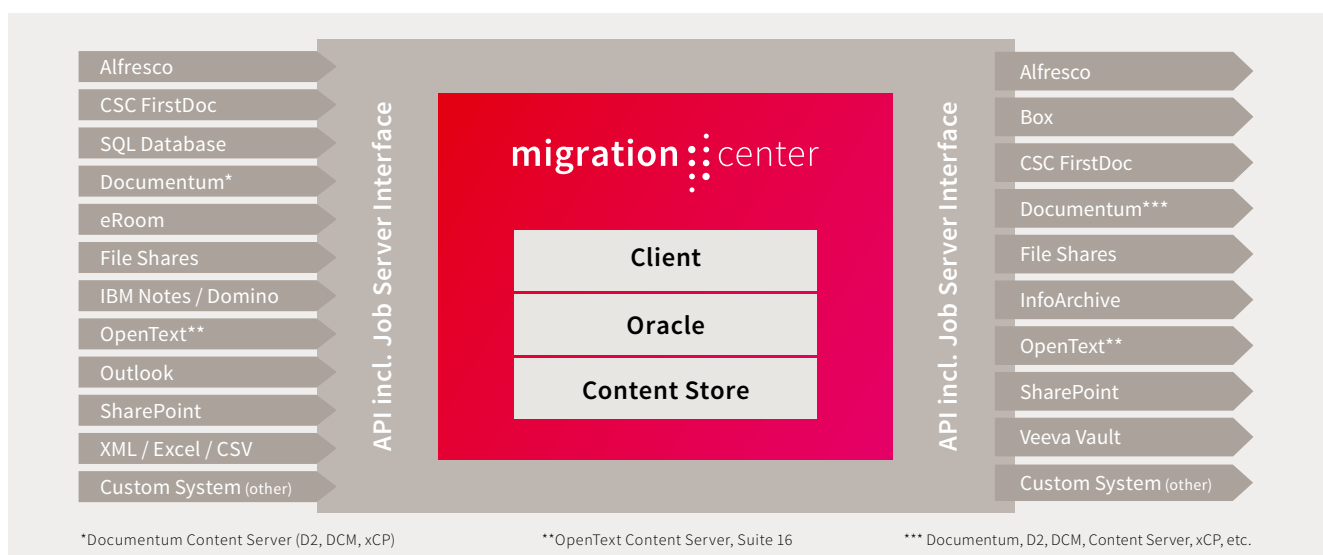 Alfresco
CSC FirstDoc
SQL Database
Documentum*
eRoom
File Shares
IBM Notes / Domino
OpenText**
Outlook
SharePoint
XML / Excel / CSV
Custom System (other)
API incl. Job Server Interface
migration center
Client
Oracle
Content Store
API incl. Job Server Interface
Alfresco
Box
CSC FirstDoc
Documentum***
File Shares
InfoArchive
OpenText**
SharePoint
Veeva Vault
Custom System (other)
*Documentum Content Server (D2, DCM, xCP)
**OpenText Content Server, Suite 16
*** Documentum, D2, DCM, Content Server, xCP, etc.